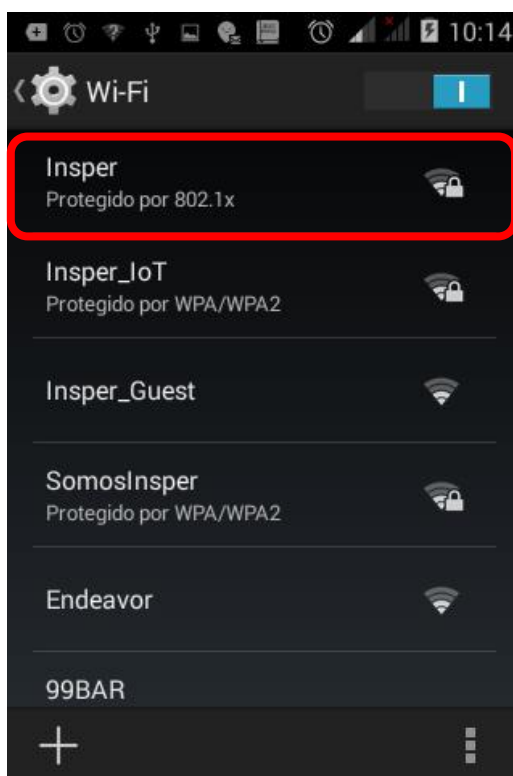 10:14
Wi-Fi
Insper
Protegido por 802.1x
Insper_IoT
Protegido por WPA/WPA2
Insper_Guest
SomosInsper
Protegido por WPA/WPA2
Endeavor
99BAR